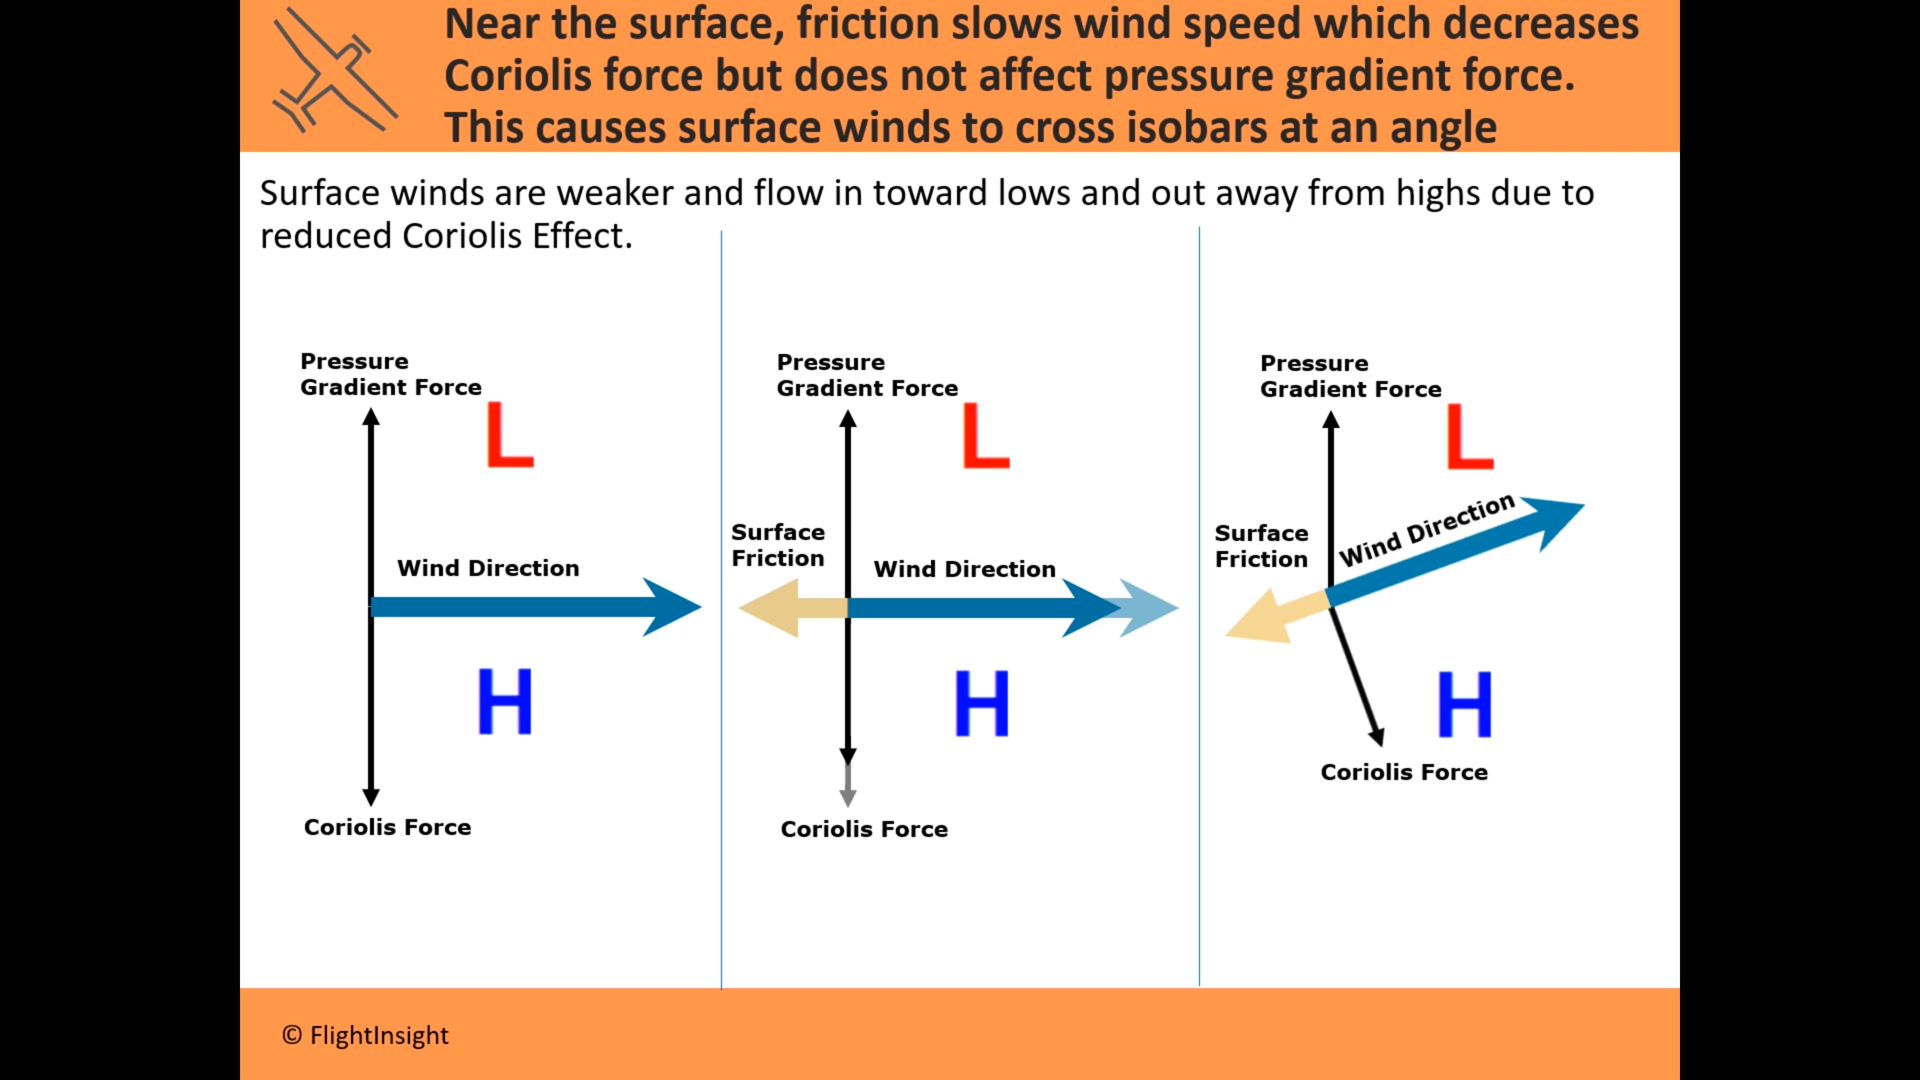 Near the surface, friction slows wind speed which decreases
Coriolis force but does not affect pressure gradient force.
This causes surface winds to cross isobars at an angle
Surface winds are weaker and flow in toward lows and out away from highs due to
reduced Coriolis Effect.
Pressure
Gradient Force
L
Wind Direction
H
Coriolis Force
Pressure
Gradient Force
L
Surface
Friction
Wind Direction
H
Coriolis Force
Pressure
Gradient Force
L
Surface
Friction
Wind Direction
H
Coriolis Force
© FlightInsight